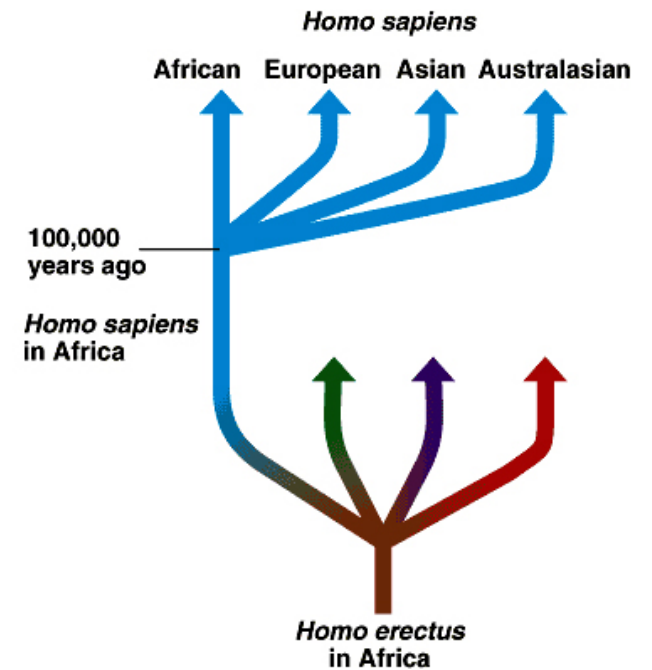 Homo sapiens
African European Asian Australasian
100,000
years ago
Homo sapiens
in Africa
Homo erectus
in Africa